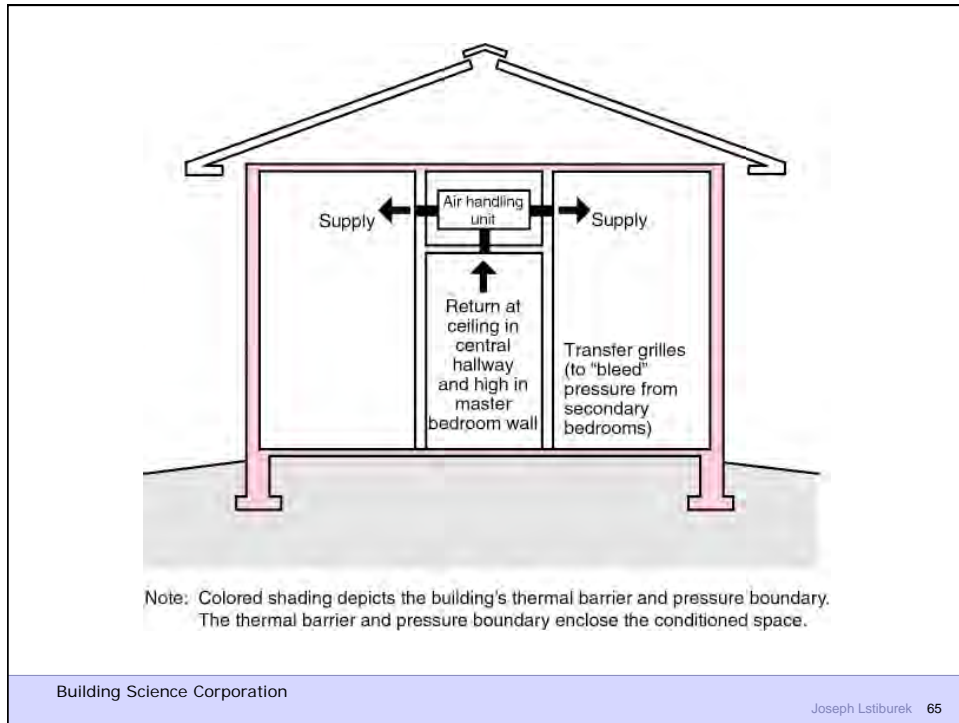 Supply
Air handling
unit
Supply
Return at
ceiling in
central
hallway
and high in
master
bedroom wall
Transfer grilles
(to “bleed”
pressure from
secondary
bedrooms)
Note: Colored shading depicts the building’s thermal barrier and pressure boundary.
The thermal barrier and pressure boundary enclose the conditioned space.
Building Science Corporation
Joseph Lstiburek 65